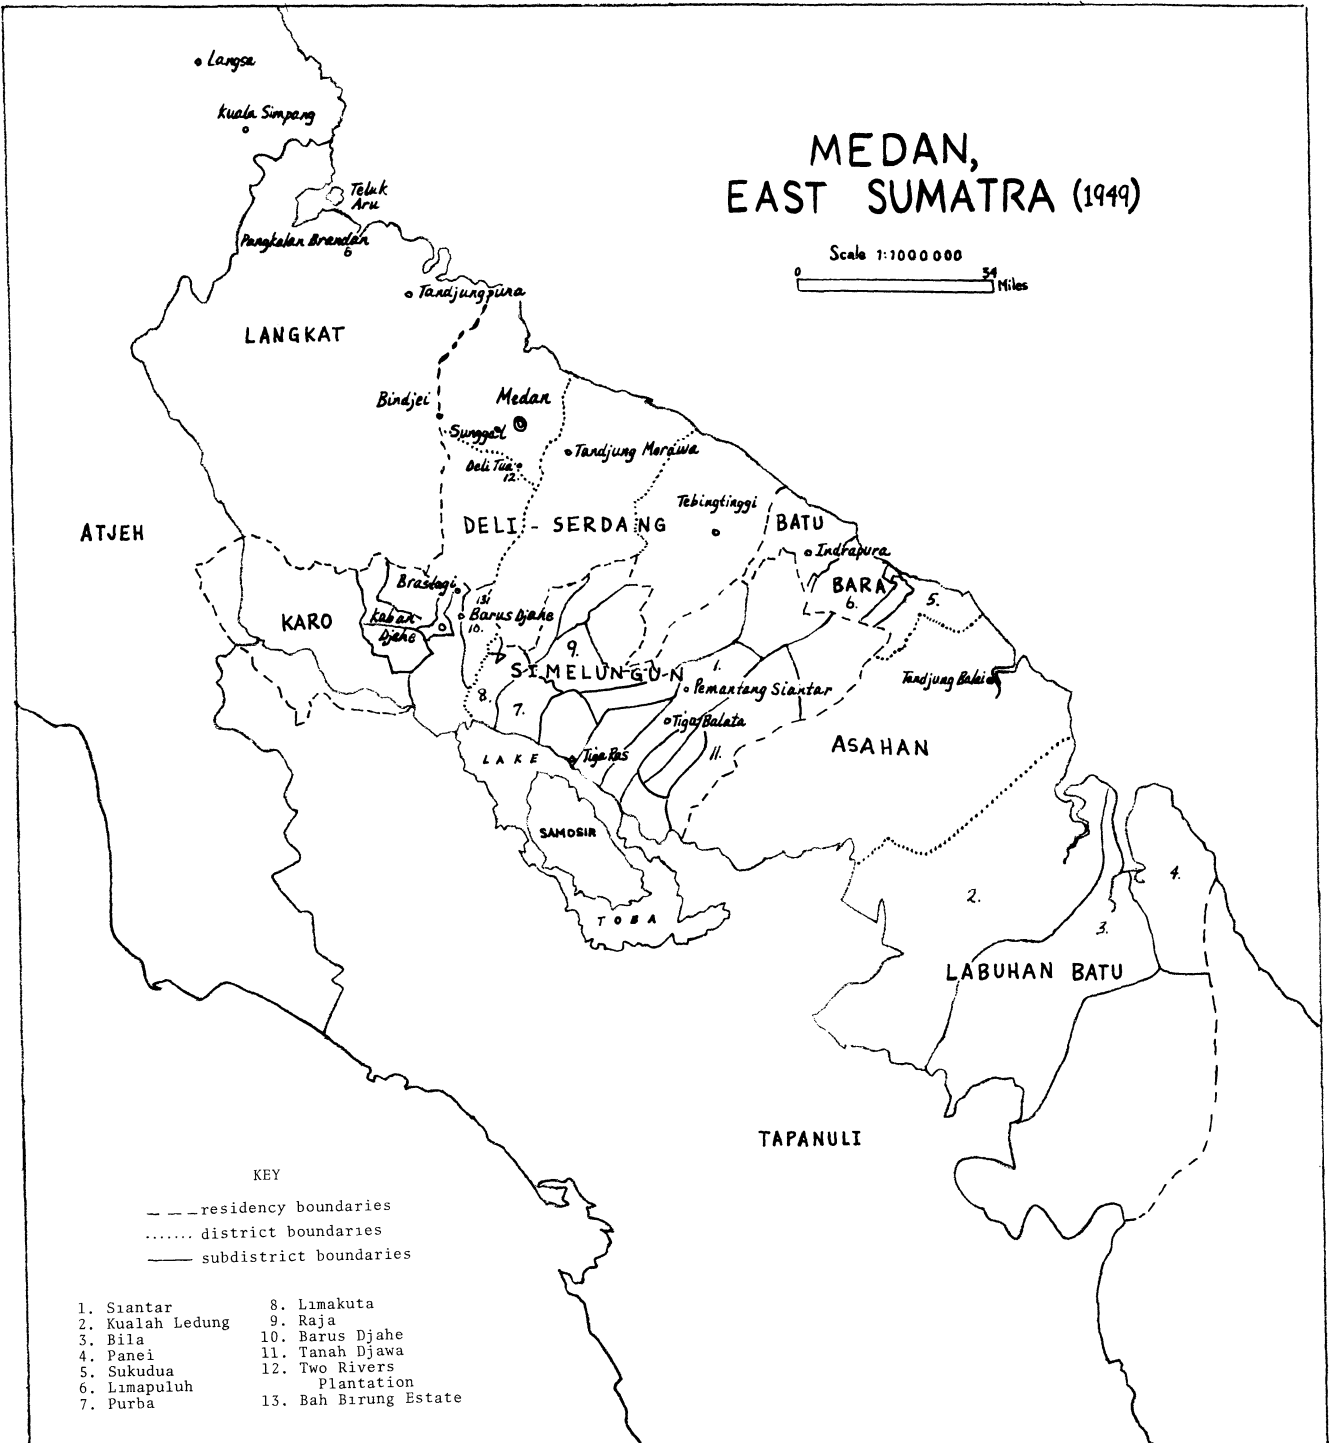 Langsa
Kuala Simpang
MEDAN,
EAST SUMATRA (1949)
Teluk
Aru
Pangkalan Brandan
Scale 1:1000000
0 54
Miles
Tandjungpura
LANGKAT
Bindjei
Medan
Sunggal
Tandjung Morawa
Deli Tua
12.
Tebingtinggi
ATJEH
DELI - SERDANG
BATU
Indrapura
Brastagi
BARA
6.
5.
13.
KARO
Kaban
Djahe
Barus Djahe
10.
9.
SIMELUNGUN
1.
Tandjung Balei
8.
Pemantang Siantar
7.
Tiga Balata
ASAHAN
LAKE
Tiga Ras
11.
SAMOSIR
TOBA
2.
4.
3.
LABUHAN BATU
TAPANULI
KEY
residency boundaries
district boundaries
subdistrict boundaries
1. Siantar
2. Kualah Ledung
3. Bila
4. Panei
5. Sukudua
6. Limapuluh
7. Purba
8. Limakuta
9. Raja
10. Barus Djahe
11. Tanah Djawa
12. Two Rivers
Plantation
13. Bah Birung Estate